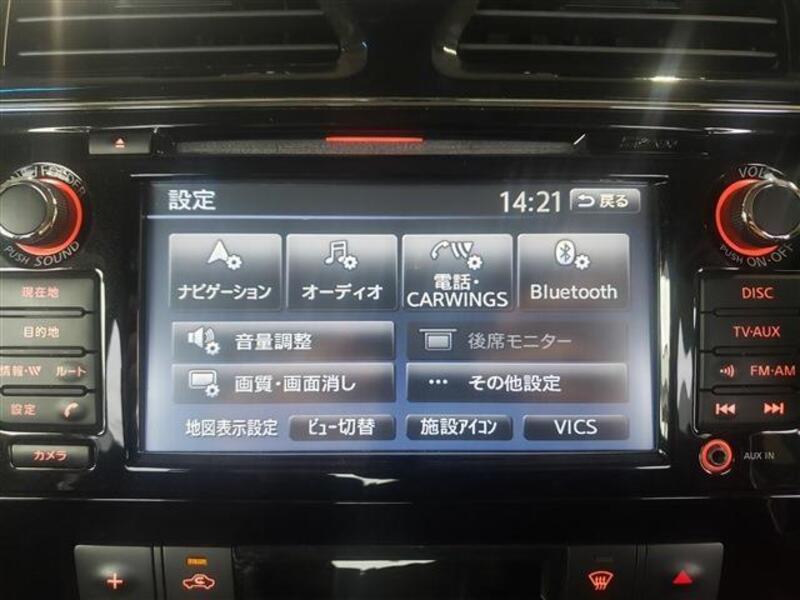 PUSH SOUND
VOL
PUSH ON·OFF
設定 14:21 戻る
ナビゲーション オーディオ 電話・ Bluetooth
CARWINGS
音量調整 後席モニター
画質・画面消し ••• その他設定
地図表示設定 ビュー切替 施設アイコン VICS
現在地
目的地
情報・ ルート
設定
カメラ
DISC
TV·AUX
FM·AM
AUX IN